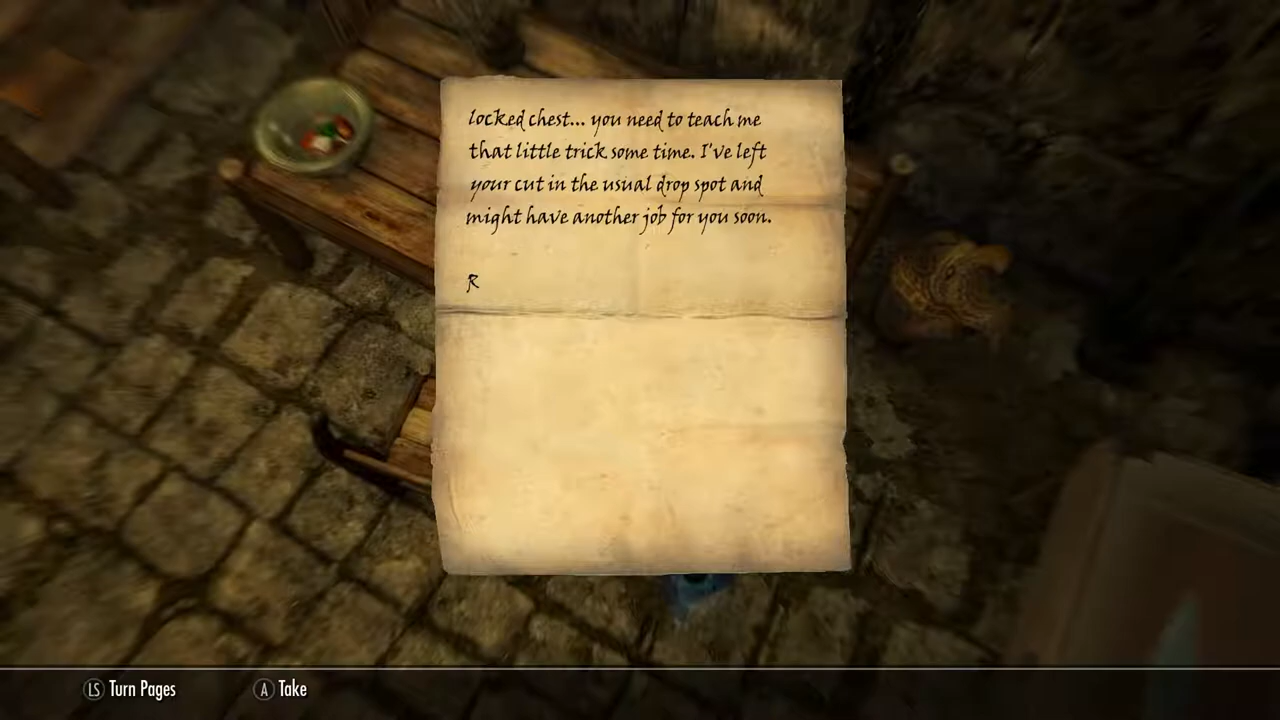 locked chest... you need to teach me
that little trick some time. I've left
your cut in the usual drop spot and
might have another job for you soon.
R
LS Turn Pages A Take